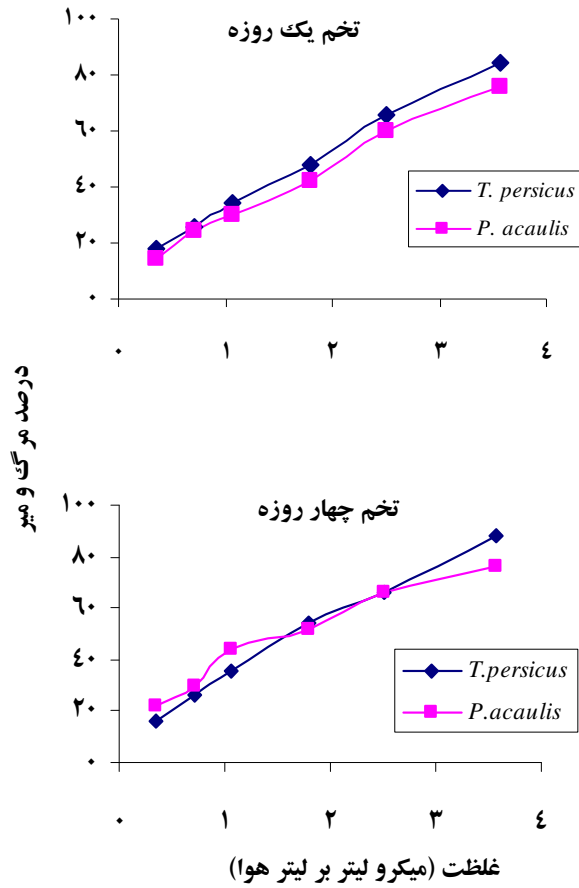 تخم یک روزه
۱۰۰
۸۰
۶۰
۴۰
۲۰
۰
۰ ۱ ۲ ۳ ٤
T. persicus
P. acaulis
درصد مرگ و میر
تخم چهار روزه
۱۰۰
۸۰
۶۰
۴۰
۲۰
۰
۰ ۱ ۲ ۳ ٤
T.persicus
P.acaulis
غلظت (میکرو لیتر بر لیتر هوا)